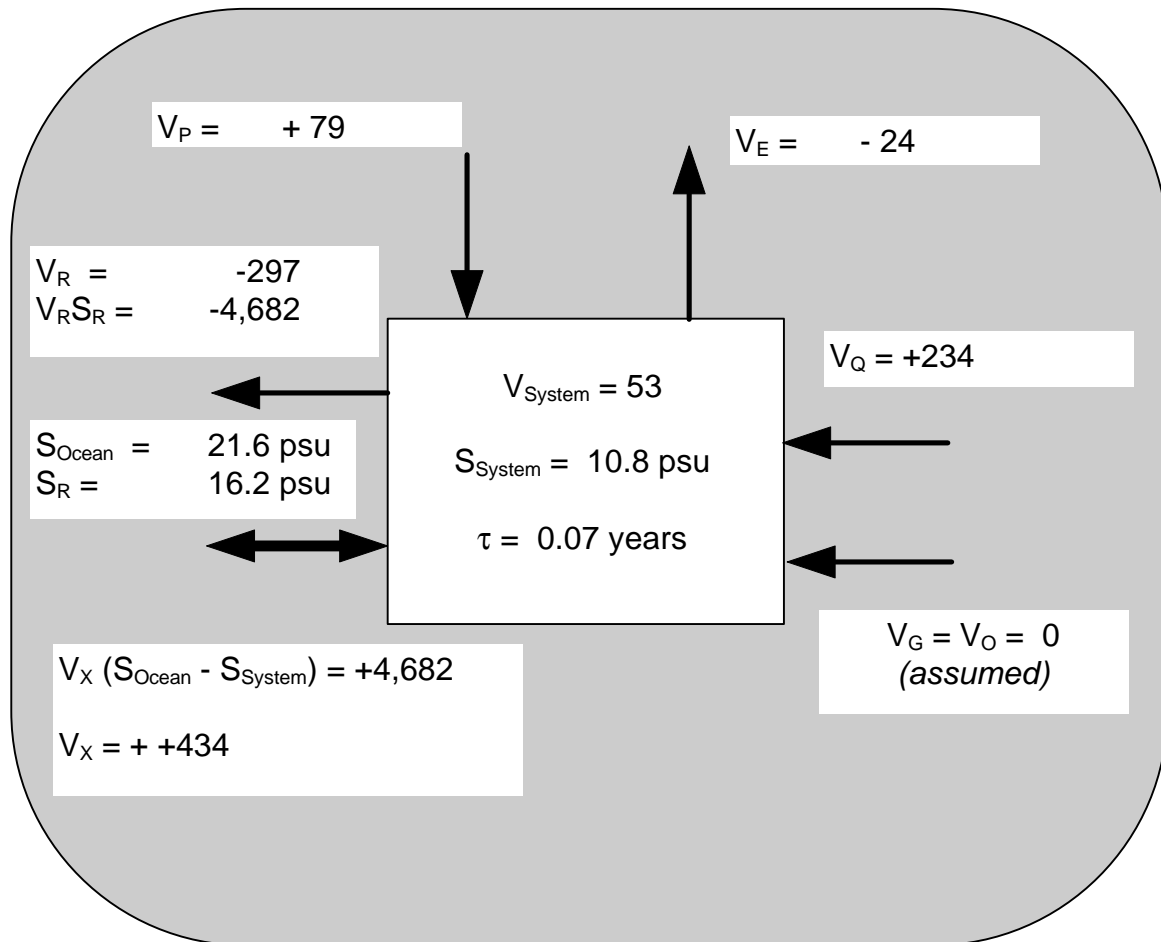 V_P = + 79
V_E = - 24
V_R = -297
V_RS_R = -4,682
V_Q = +234
V_System = 53
S_Ocean = 21.6 psu
S_R = 16.2 psu
S_System = 10.8 psu
τ = 0.07 years
V_G = V_O = 0
(assumed)
V_X (S_Ocean - S_System) = +4,682
V_X = + +434